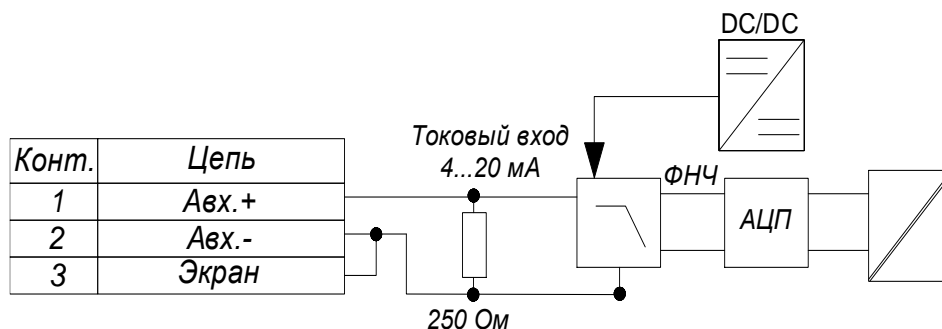 DC/DC
Токовый вход
4...20 мА
Конт. Цепь
ФНЧ
1 Авх.+
АЦП
2 Авх.-
3 Экран
250 Ом